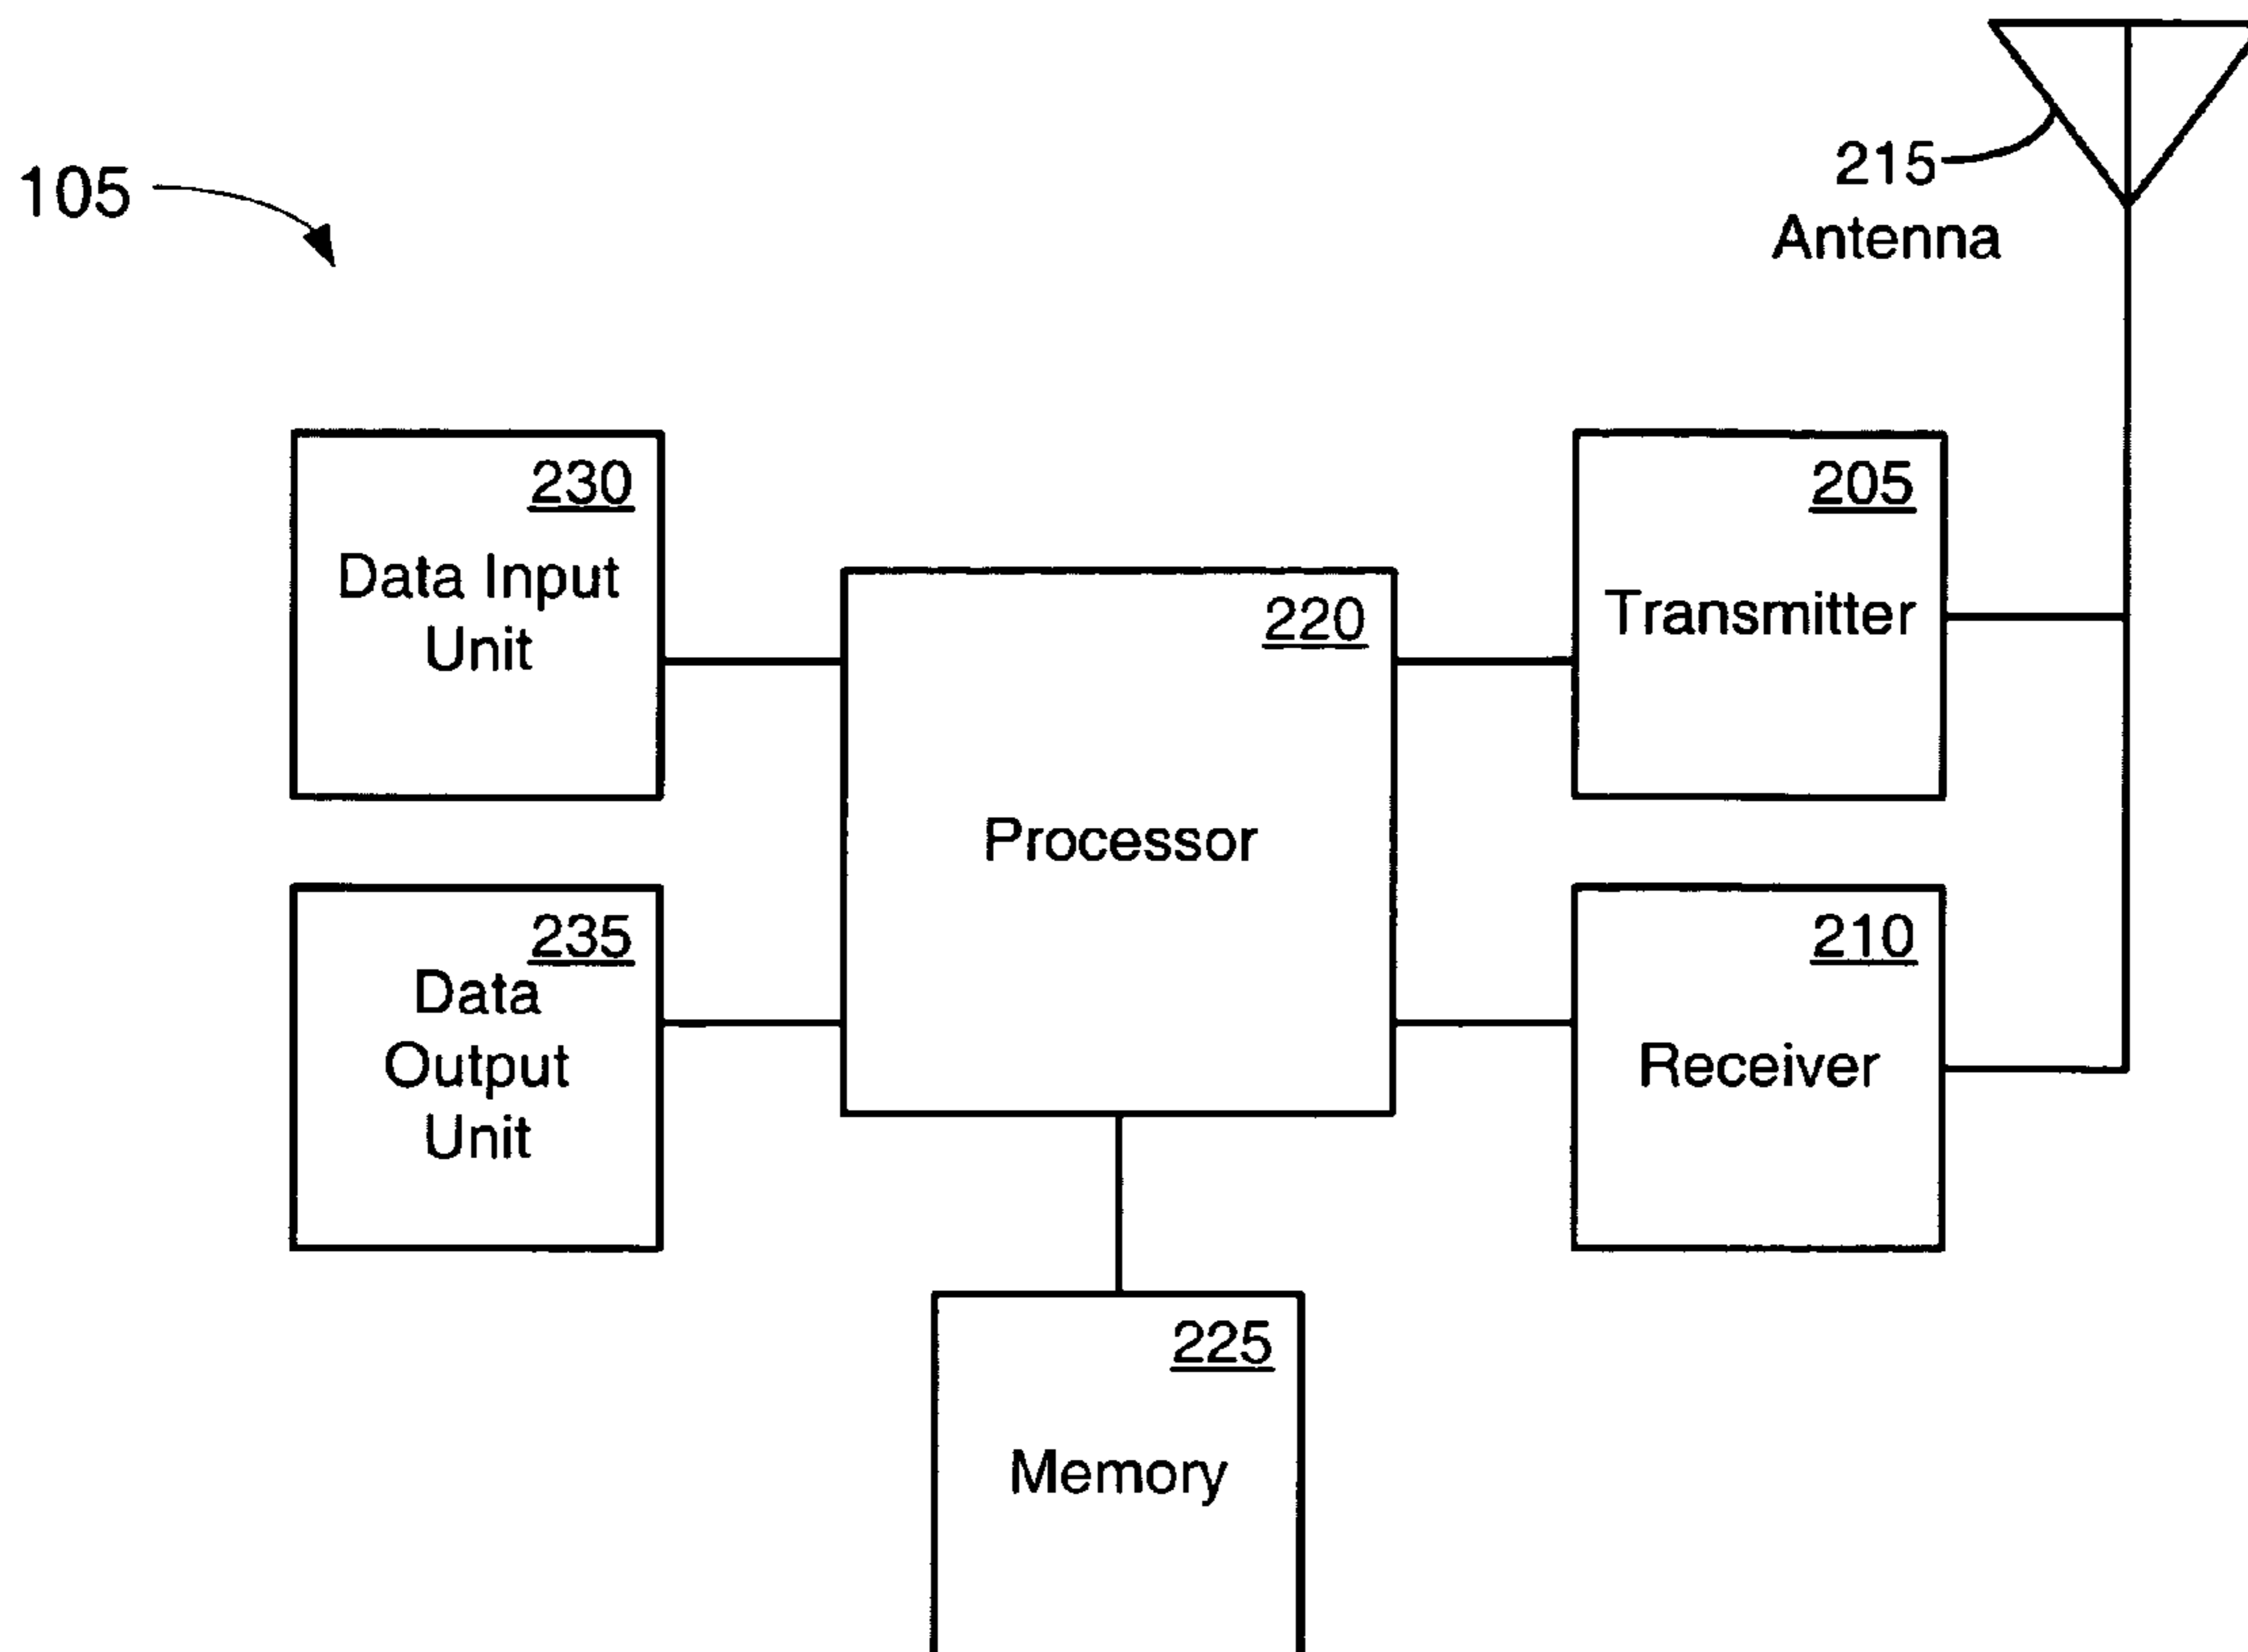 215
Antenna
105
230
Data Input
Unit
205
Transmitter
220
Processor
235
Data
Output
Unit
210
Receiver
225
Memory